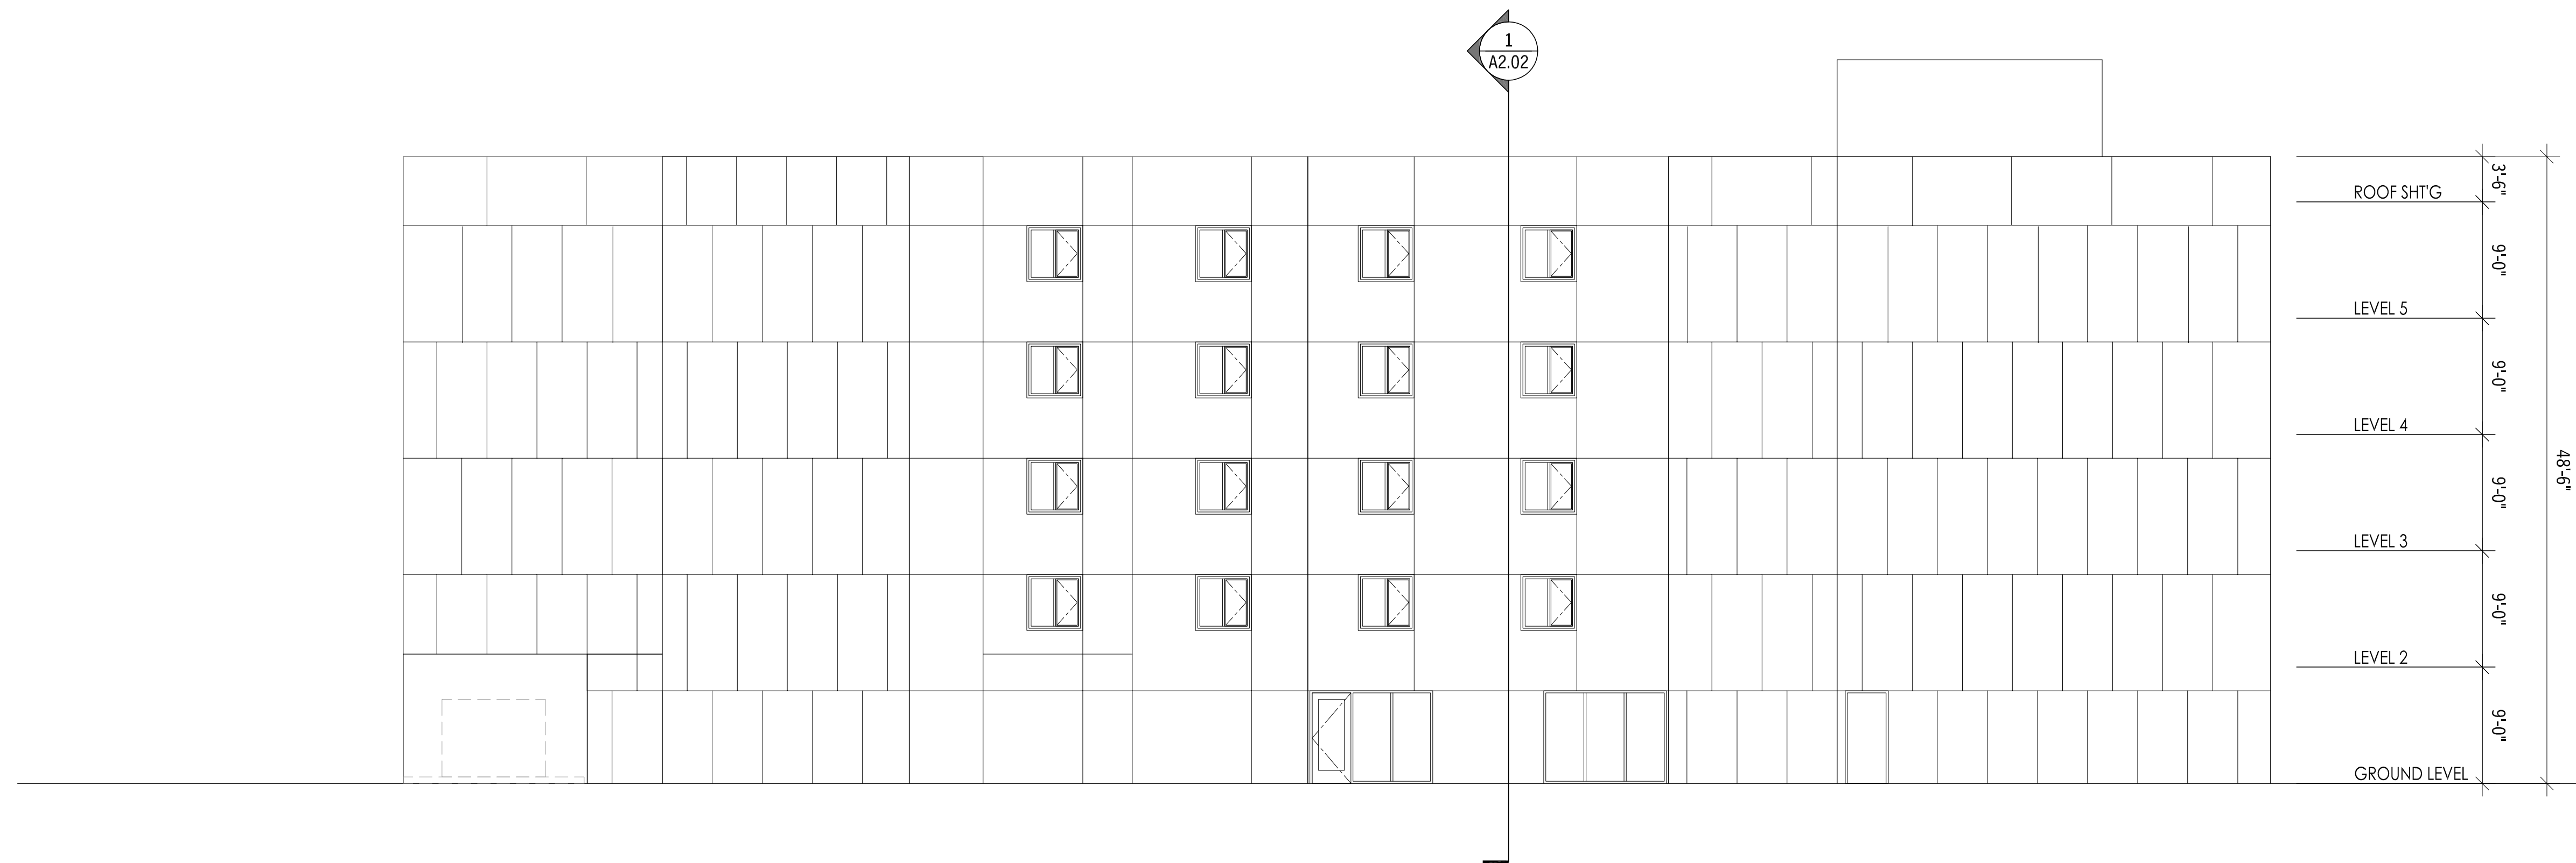 1
A2.02
3'-6"
ROOF SHT'G
9'-0"
LEVEL 5
9'-0"
LEVEL 4
9'-0"
48'-6"
LEVEL 3
9'-0"
LEVEL 2
9'-0"
GROUND LEVEL